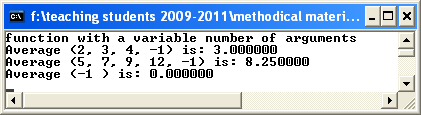 f:\teaching students 2009-2011\methodical materi...
function with a variable number of arguments
Average (2, 3, 4, -1) is: 3.000000
Average (5, 7, 9, 12, -1) is: 8.250000
Average (-1 ) is: 0.000000